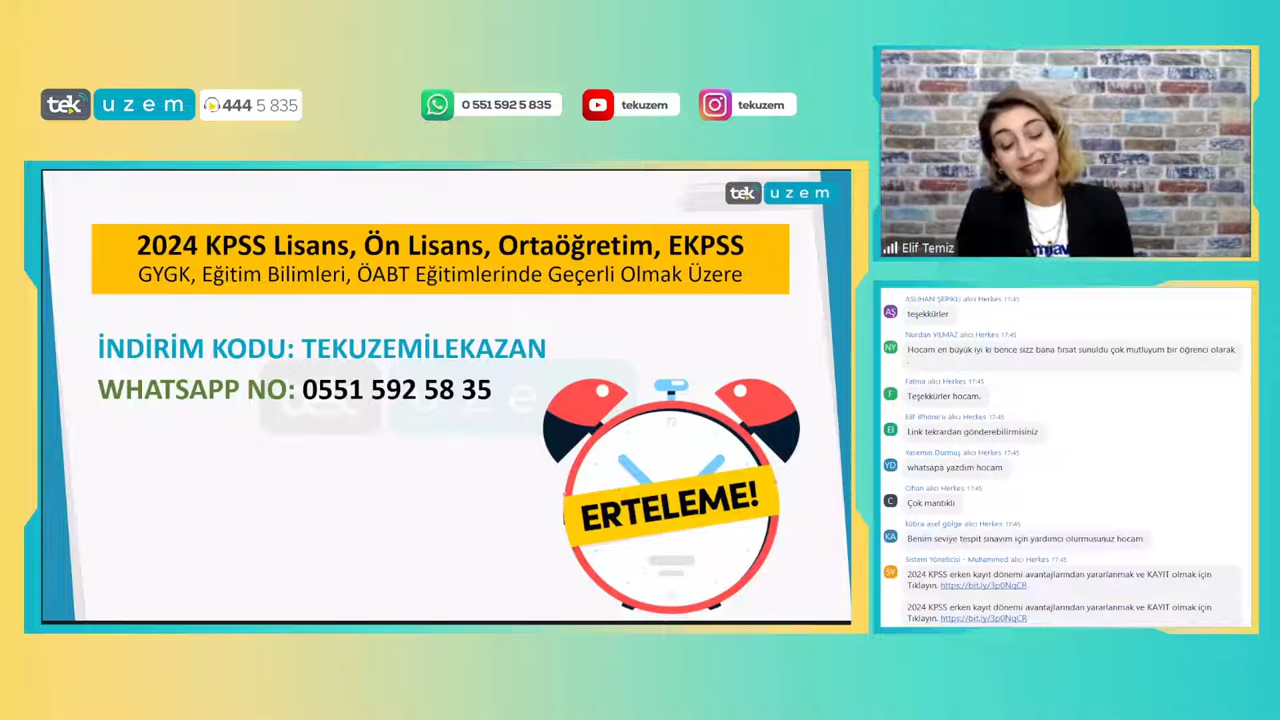 tek uzem 444 5 835
0 551 592 5 835
tekuzem
tekuzem
tek uzem
2024 KPSS Lisans, Ön Lisans, Ortaöğretim, EKPSS
GYGK, Eğitim Bilimleri, ÖABT Eğitimlerinde Geçerli Olmak Üzere
İNDİRİM KODU: TEKUZEMİLEKAZAN
WHATSAPP NO: 0551 592 58 35
ERTELEME!
Elif Temiz
ASLIHAN ŞEPİKLİ alıcı Herkes 17:45
AŞ
teşekkürler
Nurdan YILMAZ alıcı Herkes 17:45
NY
Hocam en büyük iyi ki bence sizz bana fırsat sunuldu çok mutluyum bir öğrenci olarak
.
Fatma alıcı Herkes 17:45
F
Teşekkürler hocam.
Elif iPhone'u alıcı Herkes 17:45
Eİ
Link tekrardan gönderebilirmisiniz
Yasemin Durmuş alıcı Herkes 17:45
YD
whatsapa yazdım hocam
Cihan alıcı Herkes 17:45
C
Çok mantıklı
kübra asel gölge alıcı Herkes 17:45
KA
Benim seviye tespit sınavım için yardımcı olurmusunuz hocam
Sistem Yöneticisi - Muhammed alıcı Herkes 17:45
SY
2024 KPSS erken kayıt dönemi avantajlarından yararlanmak ve KAYIT olmak için
Tıklayın. https://bit.ly/3p0NqCR
2024 KPSS erken kayıt dönemi avantajlarından yararlanmak ve KAYIT olmak için
Tıklayın. https://bit.ly/3p0NqCR